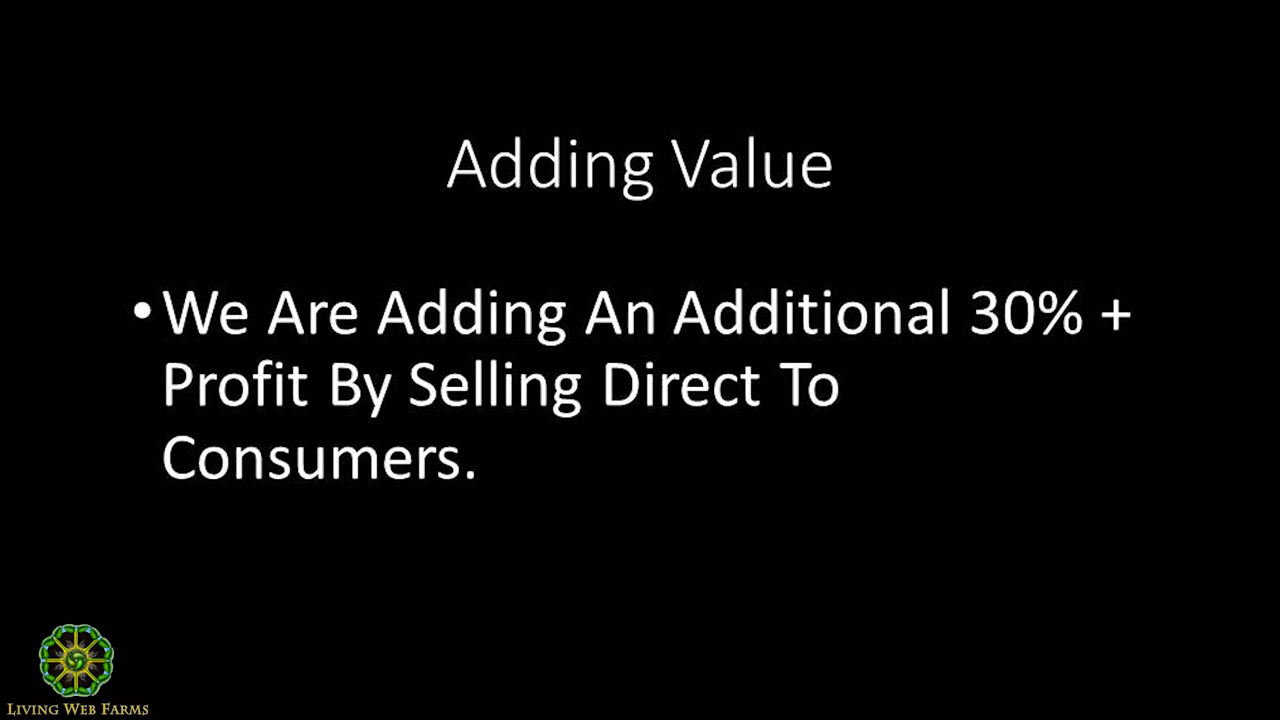 Adding Value
•We Are Adding An Additional 30% +
Profit By Selling Direct To
Consumers.
LIVING WEB FARMS